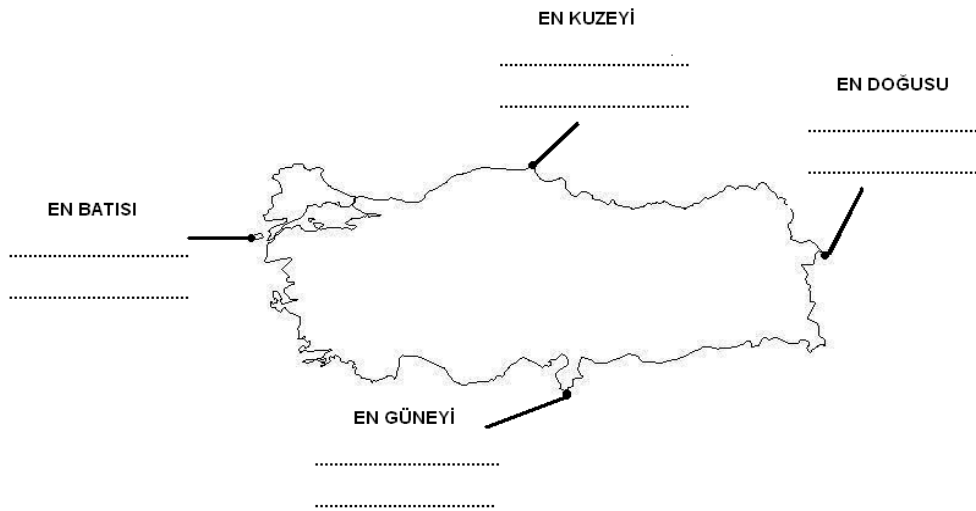 EN KUZEYİ
................................................
................................................
EN DOĞUSU
...........................................
...........................................
EN BATISI
.............................................
.............................................
EN GÜNEYİ
..............................................
.............................................